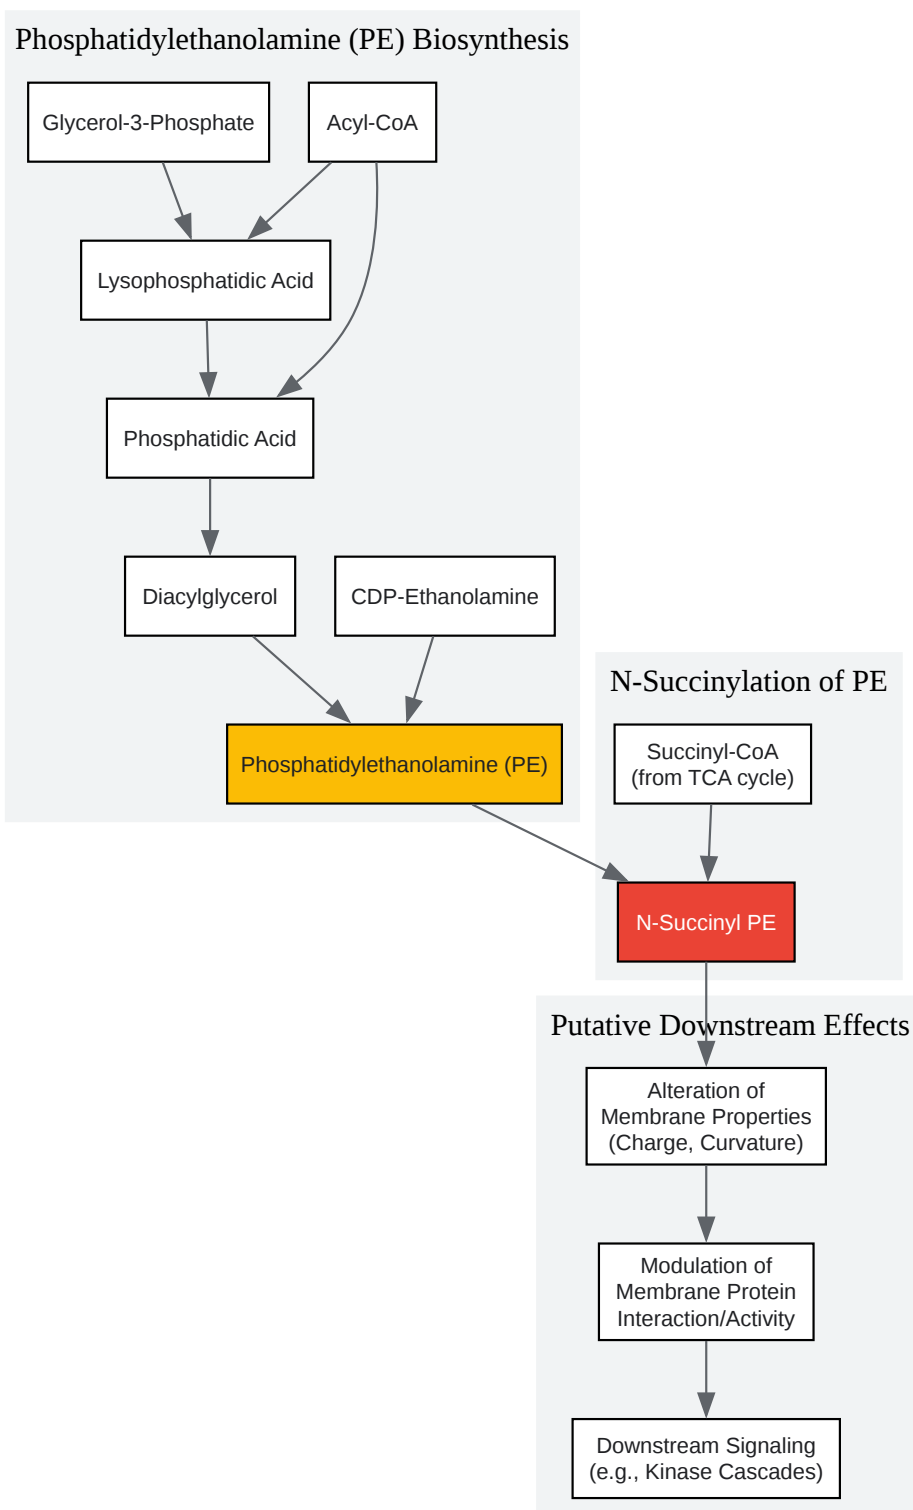 Phosphatidylethanolamine (PE) Biosynthesis
Glycerol-3-Phosphate
Acyl-CoA
Lysophosphatidic Acid
Phosphatidic Acid
Diacylglycerol
CDP-Ethanolamine
Phosphatidylethanolamine (PE)
N-Succinylation of PE
Succinyl-CoA
(from TCA cycle)
N-Succinyl PE
Putative Downstream Effects
Alteration of
Membrane Properties
(Charge, Curvature)
Modulation of
Membrane Protein
Interaction/Activity
Downstream Signaling
(e.g., Kinase Cascades)